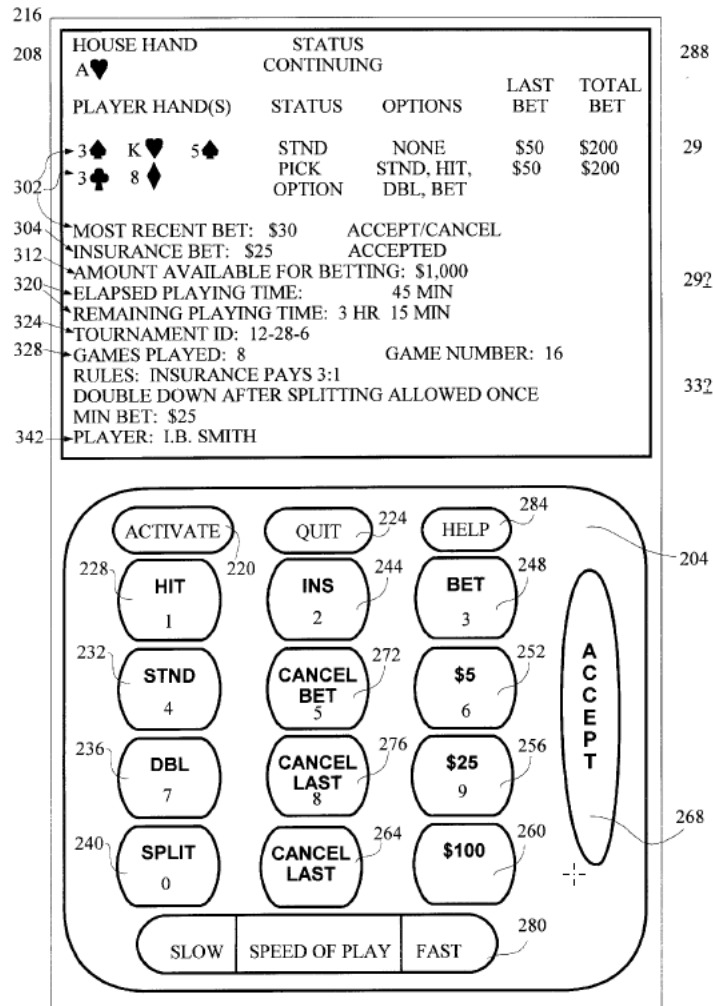 216
208 HOUSE HAND STATUS 288
A♥ CONTINUING
LAST TOTAL
PLAYER HAND(S) STATUS OPTIONS BET BET
3♠ K♥ 5♠ STND NONE $50 $200 29
3♣ 8♦ PICK STND, HIT, $50 $200
302 OPTION DBL, BET
MOST RECENT BET: $30 ACCEPT/CANCEL
304 INSURANCE BET: $25 ACCEPTED
312 AMOUNT AVAILABLE FOR BETTING: $1,000
320 ELAPSED PLAYING TIME: 45 MIN 29?
REMAINING PLAYING TIME: 3 HR 15 MIN
324 TOURNAMENT ID: 12-28-6
328 GAMES PLAYED: 8 GAME NUMBER: 16
RULES: INSURANCE PAYS 3:1
DOUBLE DOWN AFTER SPLITTING ALLOWED ONCE 33?
MIN BET: $25
342 PLAYER: I.B. SMITH
ACTIVATE QUIT 224 HELP 284
204
228 HIT 220 INS 244 BET 248
1 2 3
232 STND CANCEL 272 $5 252
BET
4 5 6
236 DBL CANCEL 276 $25 256
LAST
7 8 9
240 SPLIT CANCEL 264 $100 260
LAST
0
ACCEPT
268
SLOW SPEED OF PLAY FAST 280